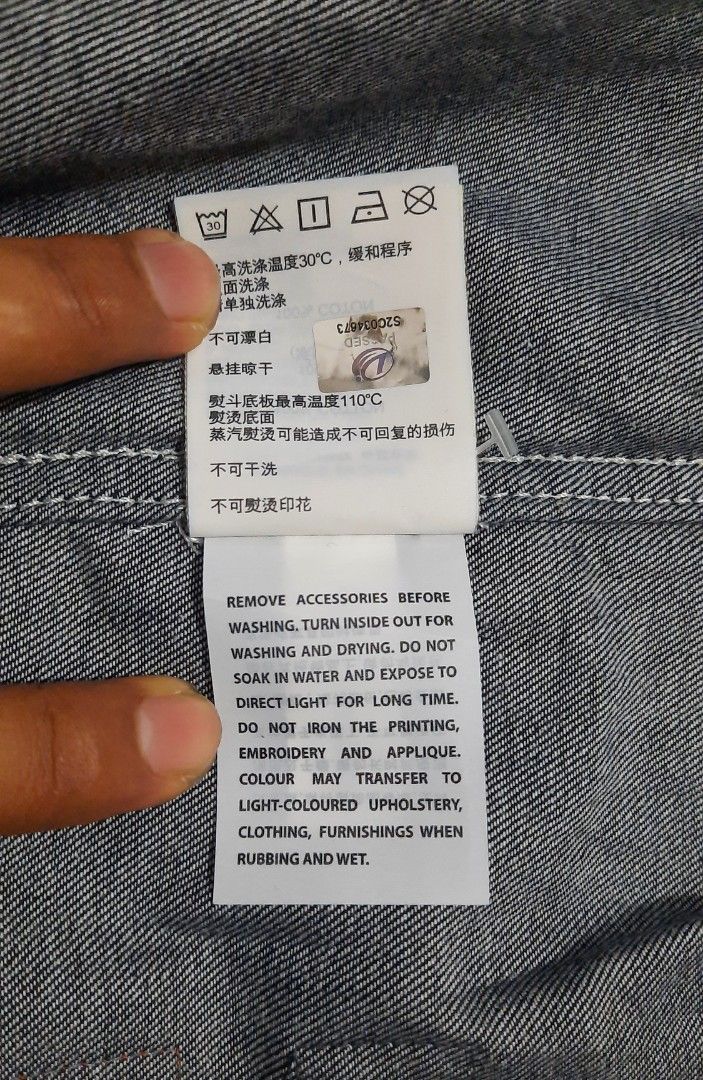 30
高洗涤温度30℃，缓和程序
面洗涤
单独洗涤
不可漂白
S2C034673
PASSED
悬挂晾干
熨斗底板最高温度110℃
熨烫底面
蒸汽熨烫可能造成不可回复的损伤
不可干洗
不可熨烫印花
REMOVE ACCESSORIES BEFORE
WASHING. TURN INSIDE OUT FOR
WASHING AND DRYING. DO NOT
SOAK IN WATER AND EXPOSE TO
DIRECT LIGHT FOR LONG TIME.
DO NOT IRON THE PRINTING,
EMBROIDERY AND APPLIQUE.
COLOUR MAY TRANSFER TO
LIGHT-COLOURED UPHOLSTERY,
CLOTHING, FURNISHINGS WHEN
RUBBING AND WET.